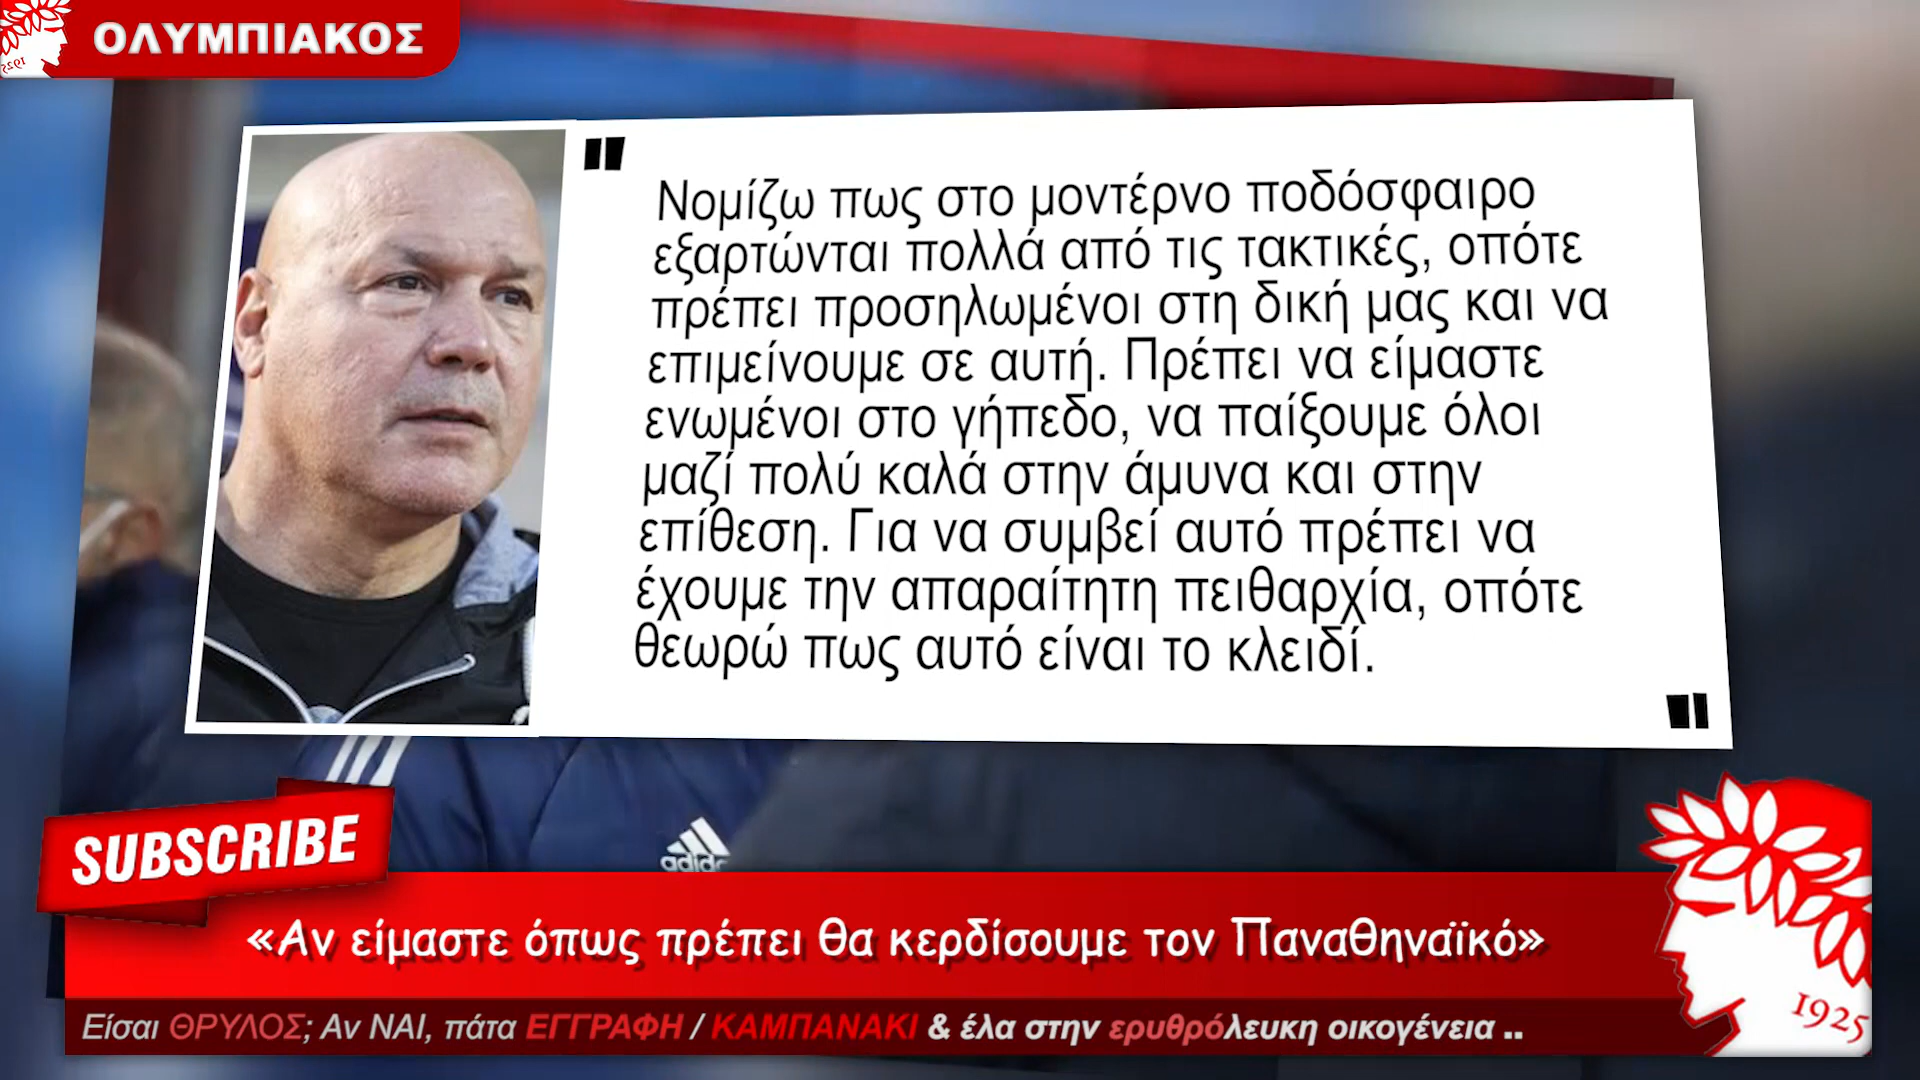 ΟΛΥΜΠΙΑΚΟΣ
1925
"
Νομίζω πως στο μοντέρνο ποδόσφαιρο
εξαρτώνται πολλά από τις τακτικές, οπότε
πρέπει προσηλωμένοι στη δική μας και να
επιμείνουμε σε αυτή. Πρέπει να είμαστε
ενωμένοι στο γήπεδο, να παίξουμε όλοι
μαζί πολύ καλά στην άμυνα και στην
επίθεση. Για να συμβεί αυτό πρέπει να
έχουμε την απαραίτητη πειθαρχία, οπότε
θεωρώ πως αυτό είναι το κλειδί.
"
adidas
SUBSCRIBE
«Αν είμαστε όπως πρέπει θα κερδίσουμε τον Παναθηναϊκό»
Είσαι ΘΡΥΛΟΣ; Αν ΝΑΙ, πάτα ΕΓΓΡΑΦΗ / ΚΑΜΠΑΝΑΚΙ & έλα στην ερυθρόλευκη οικογένεια ..
1925